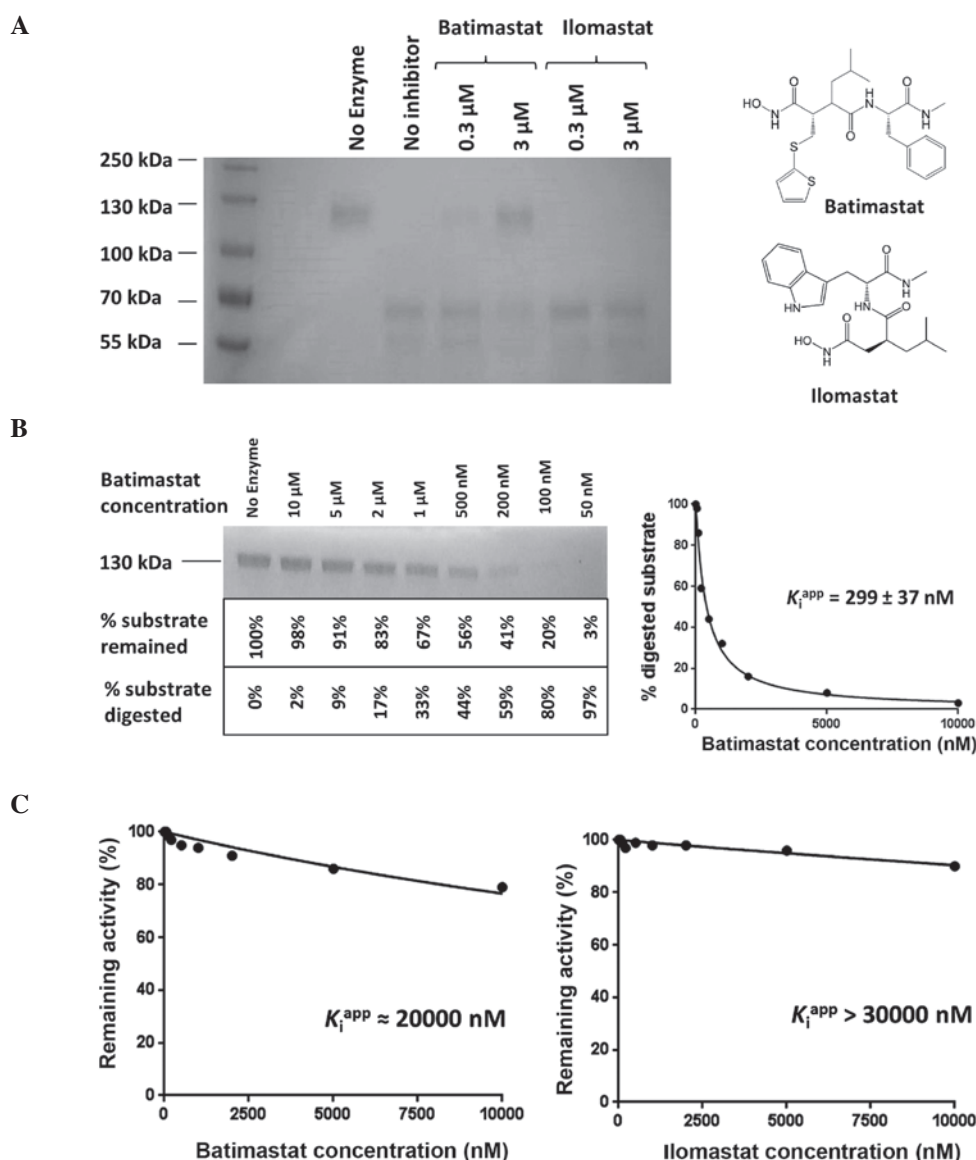 A
Batimastat Ilomastat
No Enzyme
No inhibitor
0.3 µM
3 µM
0.3 µM
3 µM
250 kDa
130 kDa
100 kDa
70 kDa
55 kDa
O
HO
N
H
S
S
O
H
N
O
N
H
Batimastat
O
N
H
HN
NH
O
O
HO
N
H
Ilomastat
B
Batimastat
concentration
No Enzyme
10 µM
5 µM
2 µM
1 µM
500 nM
200 nM
100 nM
50 nM
130 kDa
% substrate
remained
100% 98% 91% 83% 67% 56% 41% 20% 3%
% substrate
digested
0% 2% 9% 17% 33% 44% 59% 80% 97%
% digested substrate
100
80
60
40
20
0
Kᵢᵃᵖᵖ = 299 ± 37 nM
0 5000 10000
Batimastat concentration (nM)
C
Remaining activity (%)
100
80
60
40
20
0
Kᵢᵃᵖᵖ ≈ 20000 nM
0 2500 5000 7500 10000
Batimastat concentration (nM)
Remaining activity (%)
100
80
60
40
20
0
Kᵢᵃᵖᵖ > 30000 nM
0 2500 5000 7500 10000
Ilomastat concentration (nM)